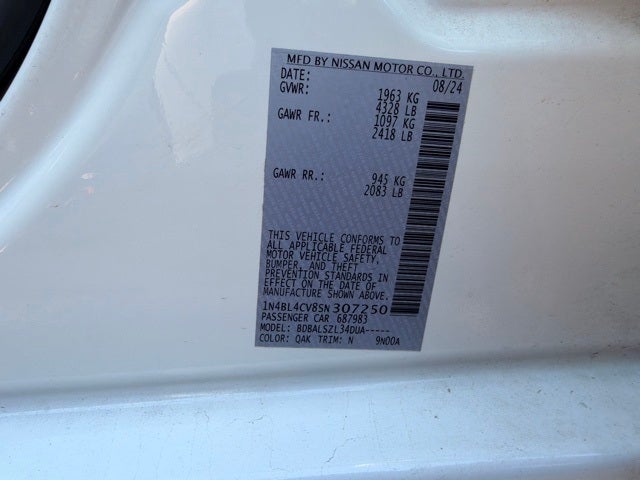 MFD BY NISSAN MOTOR CO., LTD.
DATE: 08/24
GVWR: 1963 KG
4328 LB
GAWR FR.: 1097 KG
2418 LB
GAWR RR.: 945 KG
2083 LB
THIS VEHICLE CONFORMS TO
ALL APPLICABLE FEDERAL
MOTOR VEHICLE SAFETY,
BUMPER, AND THEFT
PREVENTION STANDARDS IN
EFFECT ON THE DATE OF
MANUFACTURE SHOWN ABOVE.
1N4BL4CV8SN307250
PASSENGER CAR 687983
MODEL: BDBALSZL34DUA-----
COLOR: QAK TRIM: N 9N00A